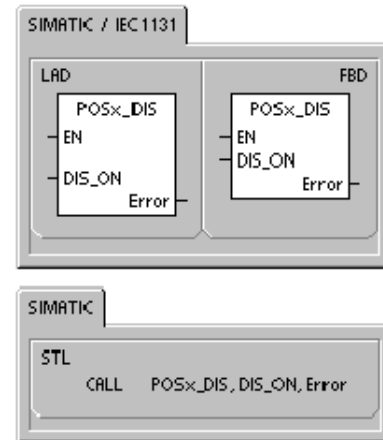 SIMATIC / IEC1131
LAD
FBD
POSx_DIS
EN
DIS_ON
Error
POSx_DIS
EN
DIS_ON
Error
SIMATIC
STL
CALL POSx_DIS, DIS_ON, Error